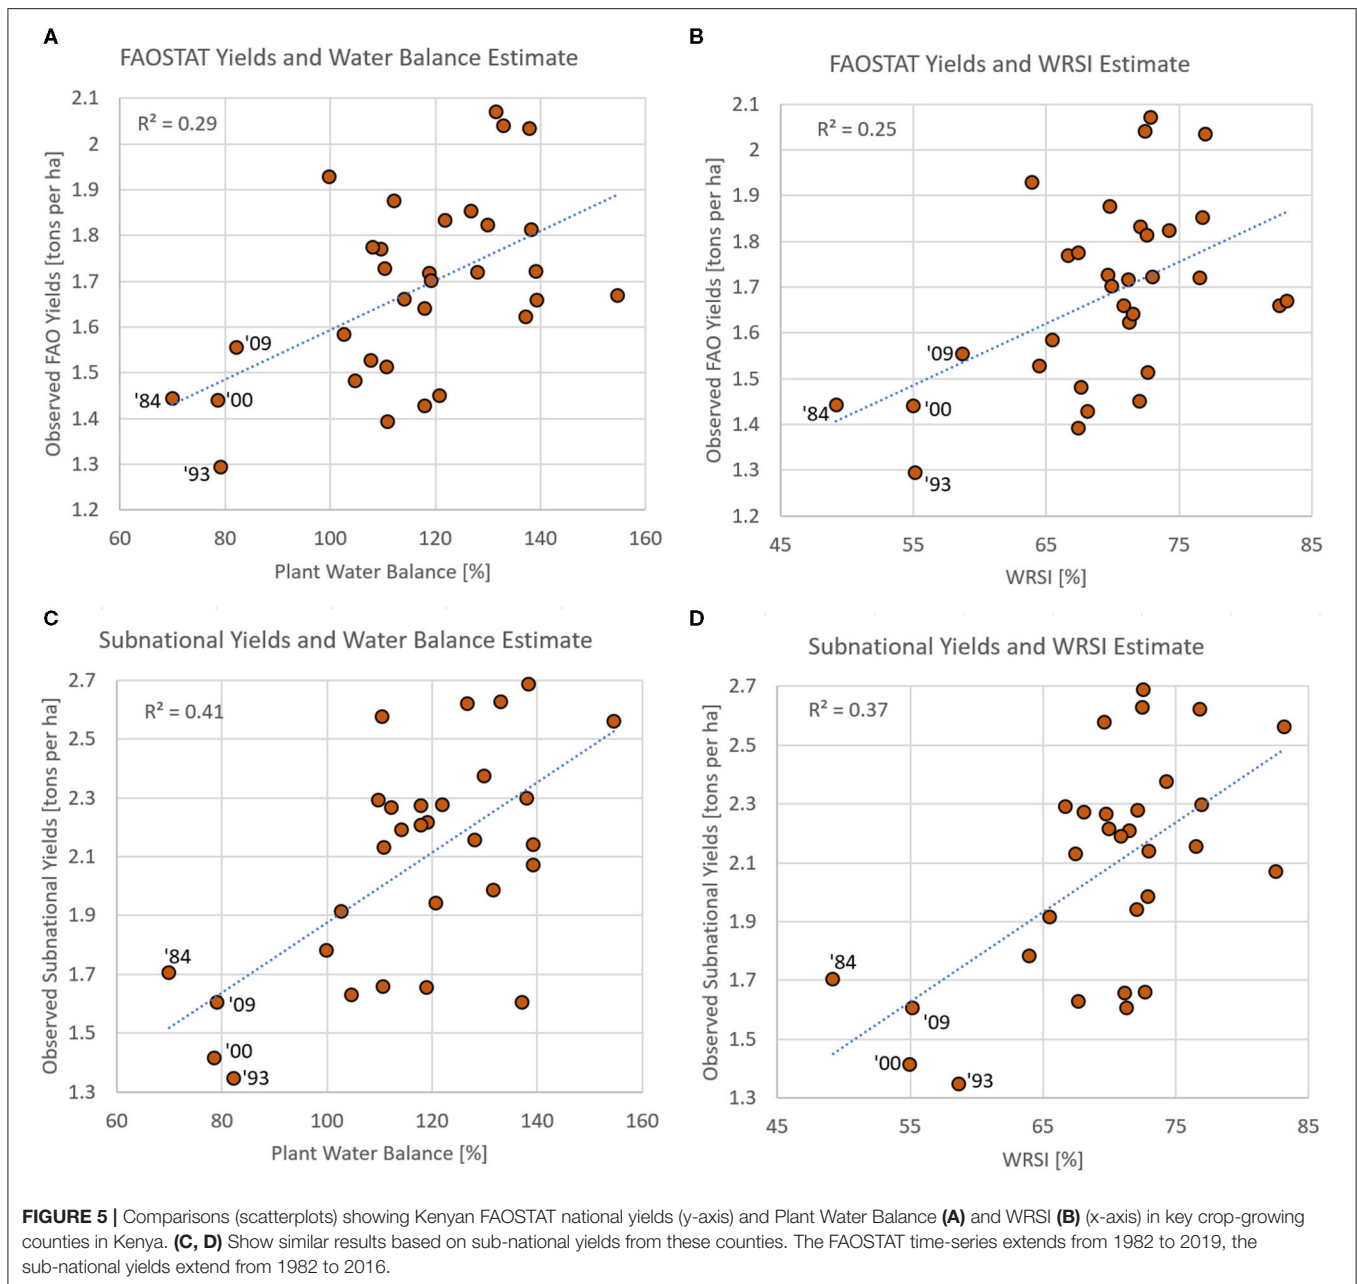 A
FAOSTAT Yields and Water Balance Estimate
R² = 0.29
Observed FAO Yields [tons per ha]
2.1
2
1.9
1.8
1.7
1.6
1.5
1.4
1.3
1.2
'09
'84
'00
'93
60 80 100 120 140 160
Plant Water Balance [%]
B
FAOSTAT Yields and WRSI Estimate
R² = 0.25
Observed FAO Yields [tons per ha]
2.1
2
1.9
1.8
1.7
1.6
1.5
1.4
1.3
1.2
'09
'84
'00
'93
45 55 65 75 85
WRSI [%]
C
Subnational Yields and Water Balance Estimate
R² = 0.41
Observed Subnational Yields [tons per ha]
2.7
2.5
2.3
2.1
1.9
1.7
1.5
1.3
'84
'09
'00
'93
60 80 100 120 140 160
Plant Water Balance [%]
D
Subnational Yields and WRSI Estimate
R² = 0.37
Observed Subnational Yields [tons per ha]
2.7
2.5
2.3
2.1
1.9
1.7
1.5
1.3
'84
'09
'00
'93
45 55 65 75 85
WRSI [%]
FIGURE 5 | Comparisons (scatterplots) showing Kenyan FAOSTAT national yields (y-axis) and Plant Water Balance (A) and WRSI (B) (x-axis) in key crop-growing
counties in Kenya. (C, D) Show similar results based on sub-national yields from these counties. The FAOSTAT time-series extends from 1982 to 2019, the
sub-national yields extend from 1982 to 2016.